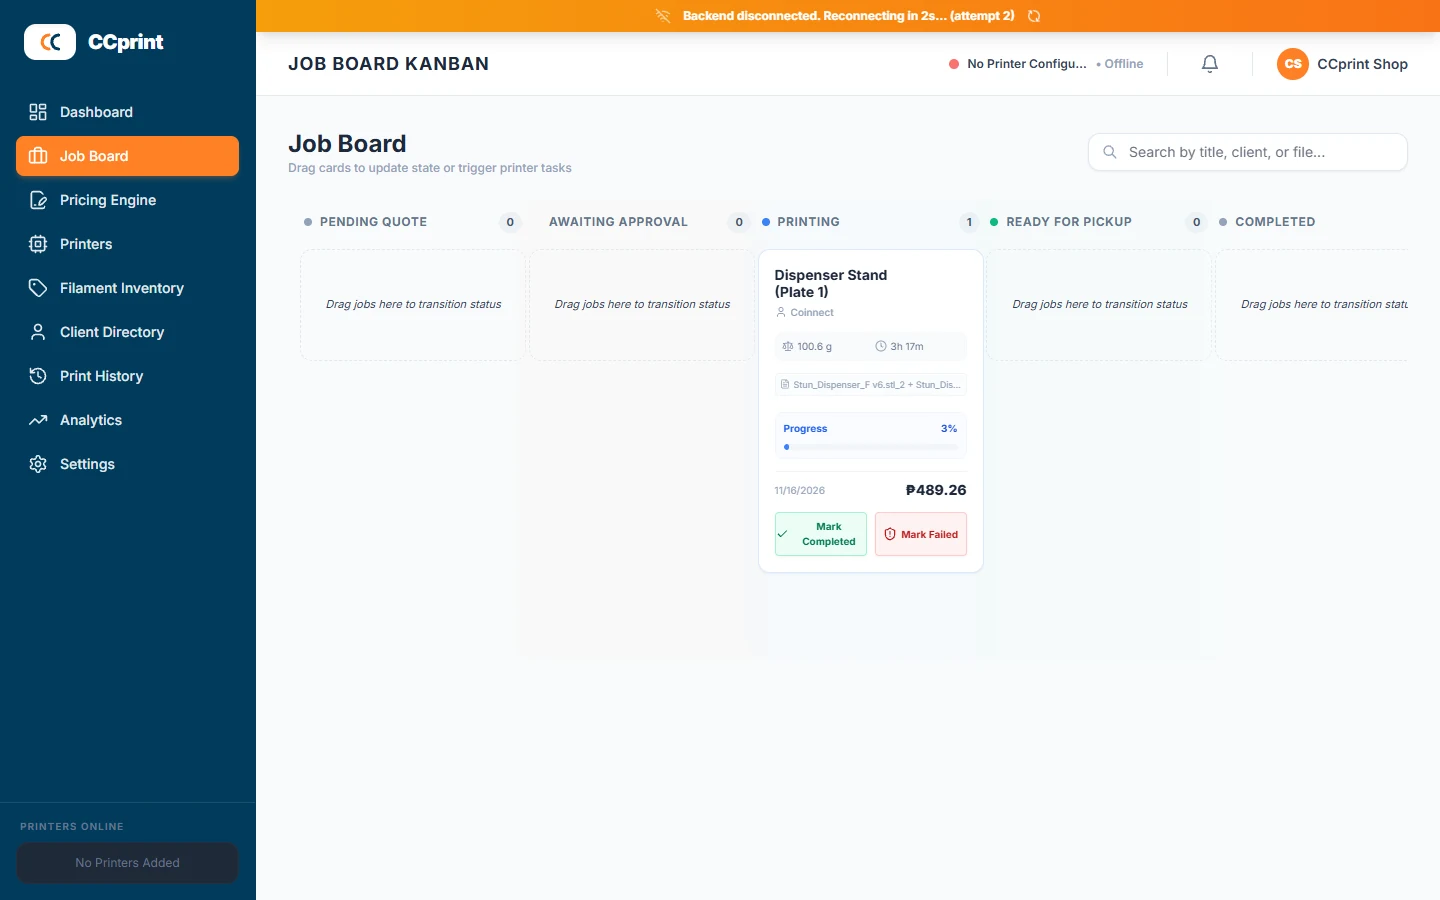 CC CCprint
Dashboard
Job Board
Pricing Engine
Printers
Filament Inventory
Client Directory
Print History
Analytics
Settings
PRINTERS ONLINE
No Printers Added
Backend disconnected. Reconnecting in 2s... (attempt 2)
JOB BOARD KANBAN
No Printer Configu... • Offline
CS CCprint Shop
Job Board
Drag cards to update state or trigger printer tasks
Search by title, client, or file...
PENDING QUOTE 0
Drag jobs here to transition status
AWAITING APPROVAL 0
Drag jobs here to transition status
PRINTING 1
Dispenser Stand
(Plate 1)
Coinnect
100.6 g 3h 17m
Stun_Dispenser_F v6.stl_2 + Stun_Dis...
Progress 3%
11/16/2026 ₱489.26
Mark
Completed
Mark Failed
READY FOR PICKUP 0
Drag jobs here to transition status
COMPLETED
Drag jobs here to transition statu